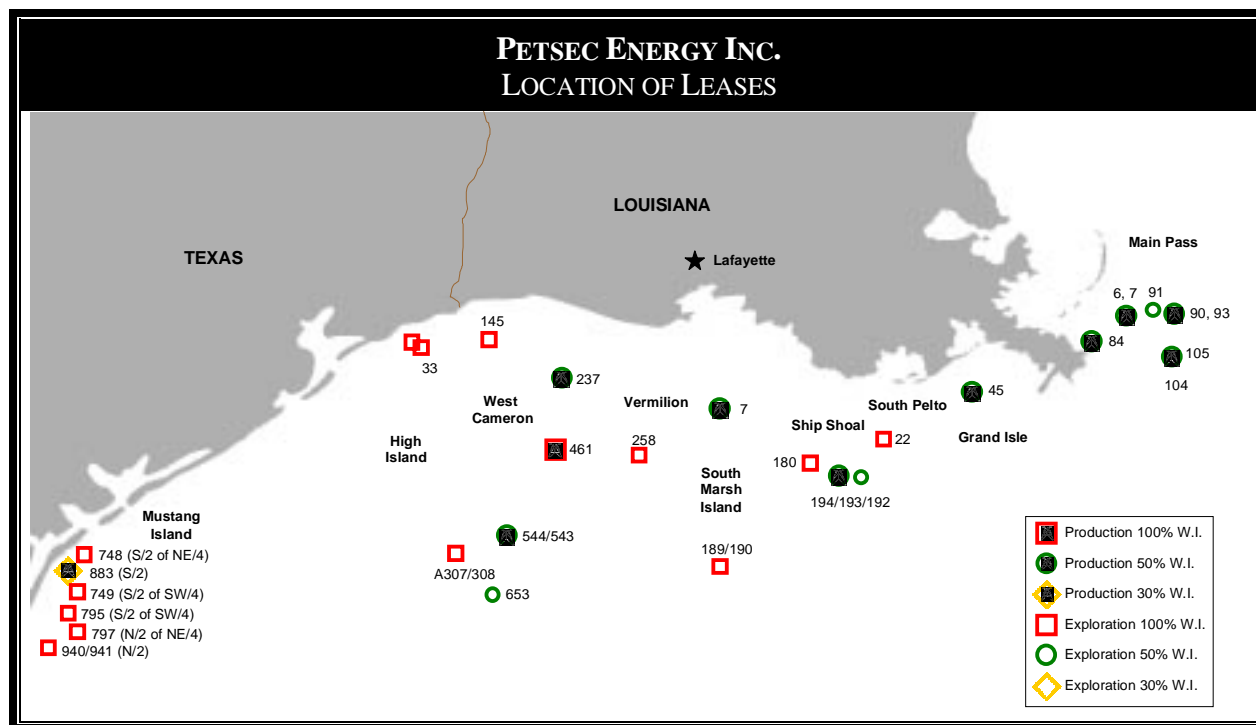 PETSEC ENERGY INC.
LOCATION OF LEASES
LOUISIANA
TEXAS
Lafayette
Main Pass
6, 7
91
90, 93
84
105
104
145
33
237
45
West
Cameron
Vermilion
7
South Pelto
Ship Shoal
22
Grand Isle
High
Island
461
258
180
South
Marsh
Island
194/193/192
Mustang
Island
544/543
189/190
A307/308
653
748 (S/2 of NE/4)
883 (S/2)
749 (S/2 of SW/4)
795 (S/2 of SW/4)
797 (N/2 of NE/4)
940/941 (N/2)
Production 100% W.I.
Production 50% W.I.
Production 30% W.I.
Exploration 100% W.I.
Exploration 50% W.I.
Exploration 30% W.I.